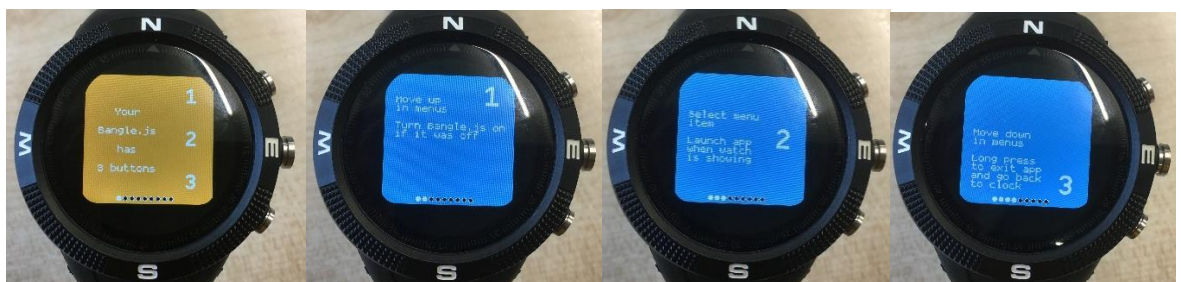 N
W
E
S
Your
Bangle.js
has
3 buttons
1
2
3
N
W
E
S
1
Move up
in menus
Turn Bangle.js on
if it was off
N
W
E
S
Select menu
item
2
Launch app
when watch
is showing
N
W
E
S
Move down
in menus
Long press
to exit app
and go back
to clock
3